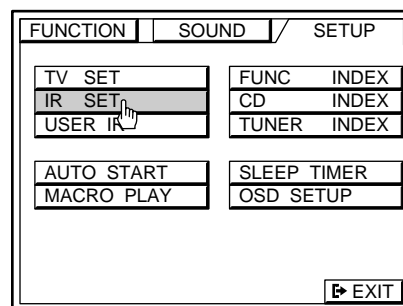 FUNCTION SOUND SETUP
TV SET
IR SET
USER IR
FUNC INDEX
CD INDEX
TUNER INDEX
AUTO START
MACRO PLAY
SLEEP TIMER
OSD SETUP
EXIT